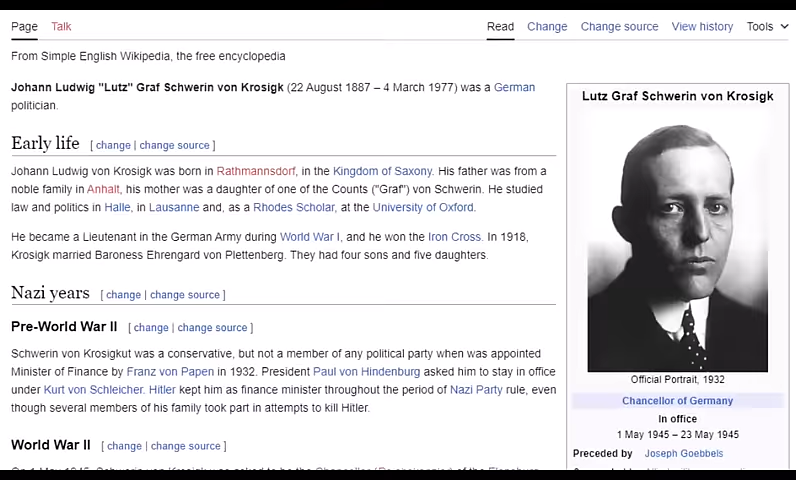 Page Talk Read Change Change source View history Tools
From Simple English Wikipedia, the free encyclopedia
Johann Ludwig "Lutz" Graf Schwerin von Krosigk (22 August 1887 – 4 March 1977) was a German
politician.
Early life [ change | change source ]
Johann Ludwig von Krosigk was born in Rathmannsdorf, in the Kingdom of Saxony. His father was from a
noble family in Anhalt, his mother was a daughter of one of the Counts ("Graf") von Schwerin. He studied
law and politics in Halle, in Lausanne and, as a Rhodes Scholar, at the University of Oxford.
He became a Lieutenant in the German Army during World War I, and he won the Iron Cross. In 1918,
Krosigk married Baroness Ehrengard von Plettenberg. They had four sons and five daughters.
Nazi years [ change | change source ]
Pre-World War II [ change | change source ]
Schwerin von Krosigkut was a conservative, but not a member of any political party when was appointed
Minister of Finance by Franz von Papen in 1932. President Paul von Hindenburg asked him to stay in office
under Kurt von Schleicher. Hitler kept him as finance minister throughout the period of Nazi Party rule, even
though several members of his family took part in attempts to kill Hitler.
World War II [ change | change source ]
Lutz Graf Schwerin von Krosigk
Official Portrait, 1932
Chancellor of Germany
In office
1 May 1945 – 23 May 1945
Preceded by Joseph Goebbels